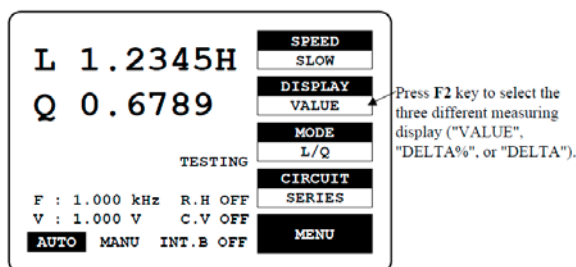 L 1.2345H
Q 0.6789
TESTING
F : 1.000 kHz R.H OFF
V : 1.000 V C.V OFF
AUTO MANU INT.B OFF
SPEED
SLOW
DISPLAY
VALUE
MODE
L/Q
CIRCUIT
SERIES
MENU
Press F2 key to select the
three different measuring
display ("VALUE",
"DELTA%", or "DELTA").